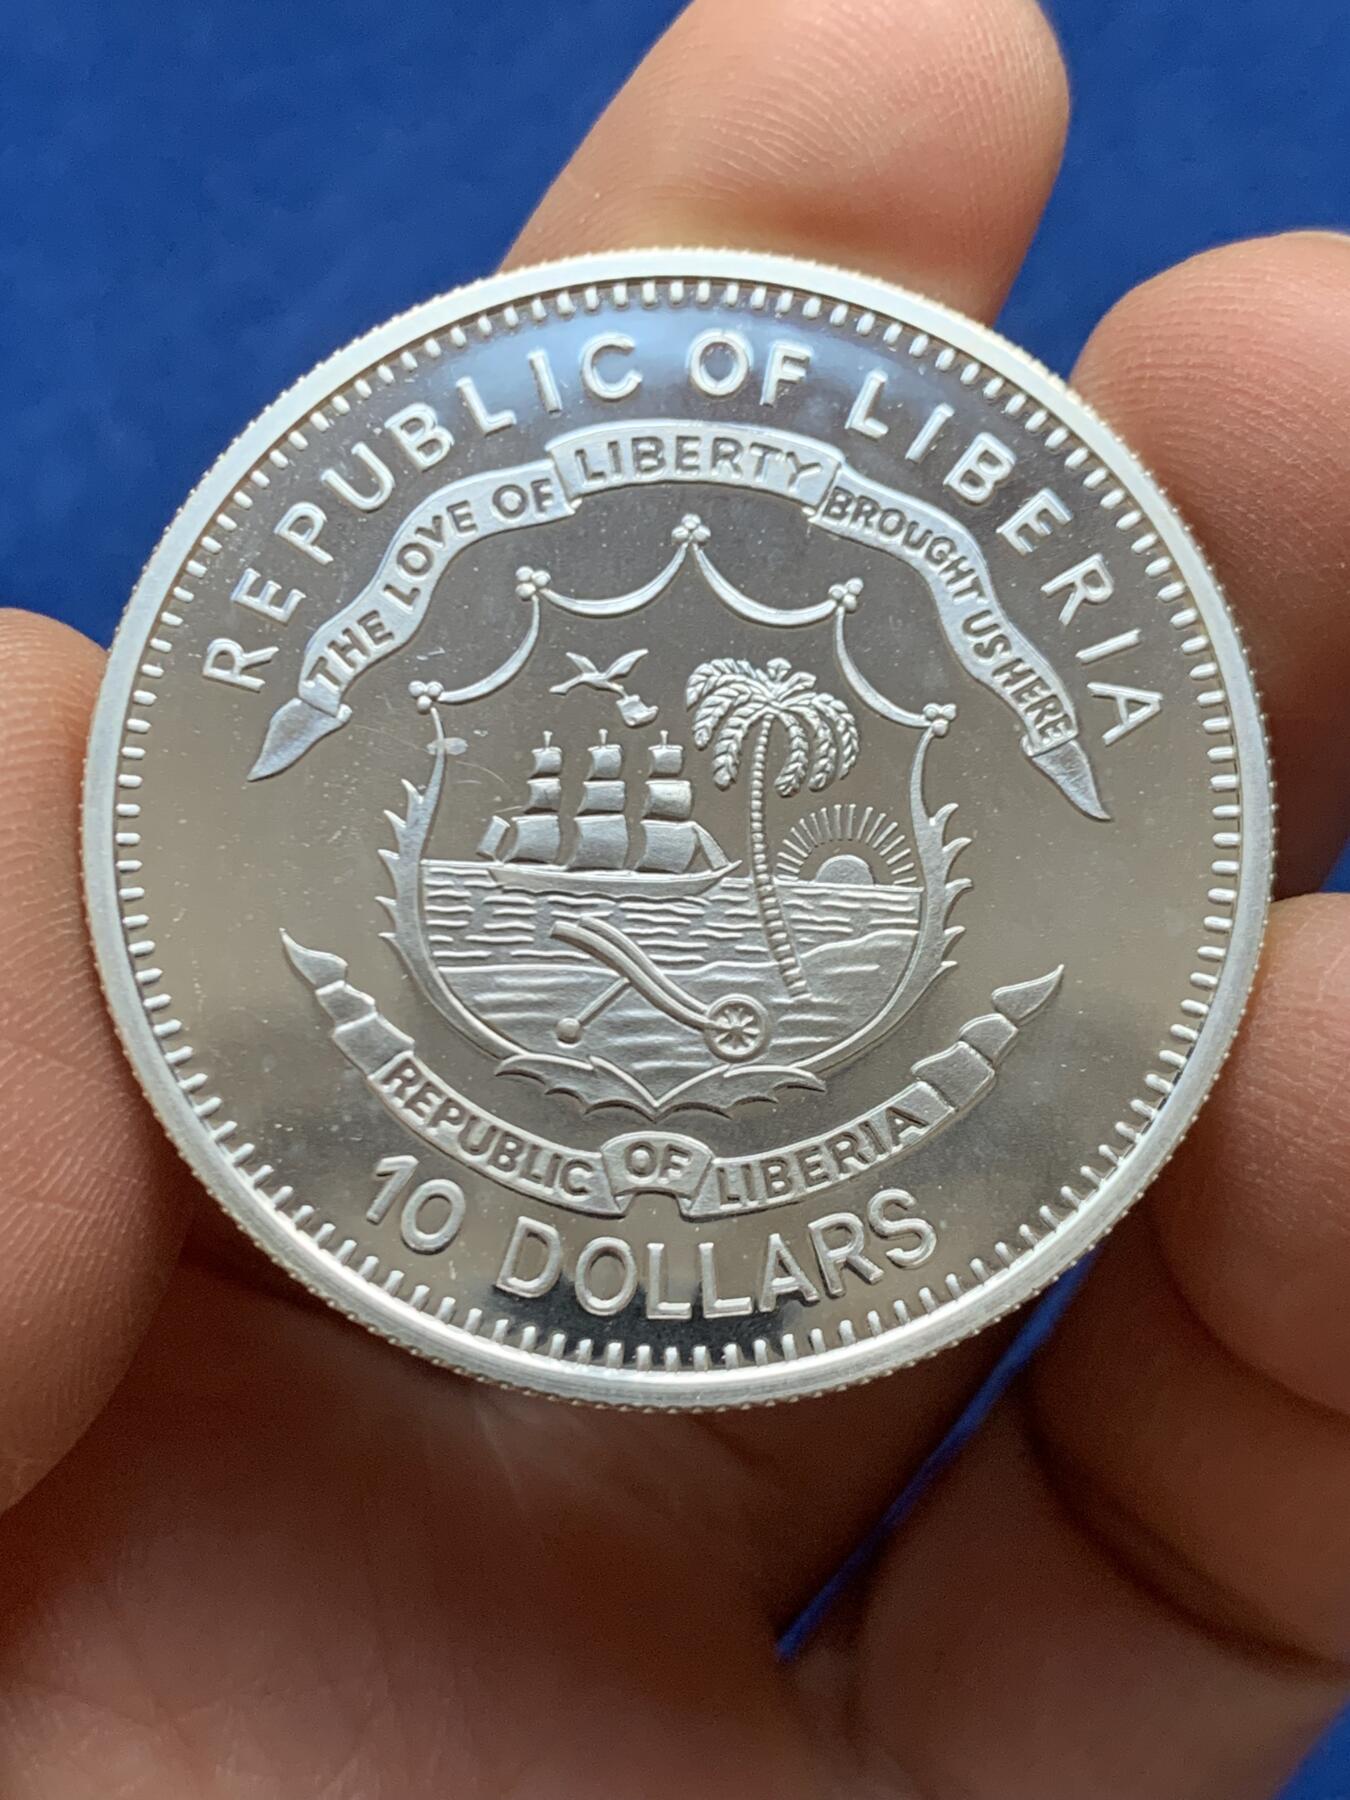 REPUBLIC OF LIBERIA
THE LOVE OF LIBERTY BROUGHT US HERE
REPUBLIC OF LIBERIA
10 DOLLARS